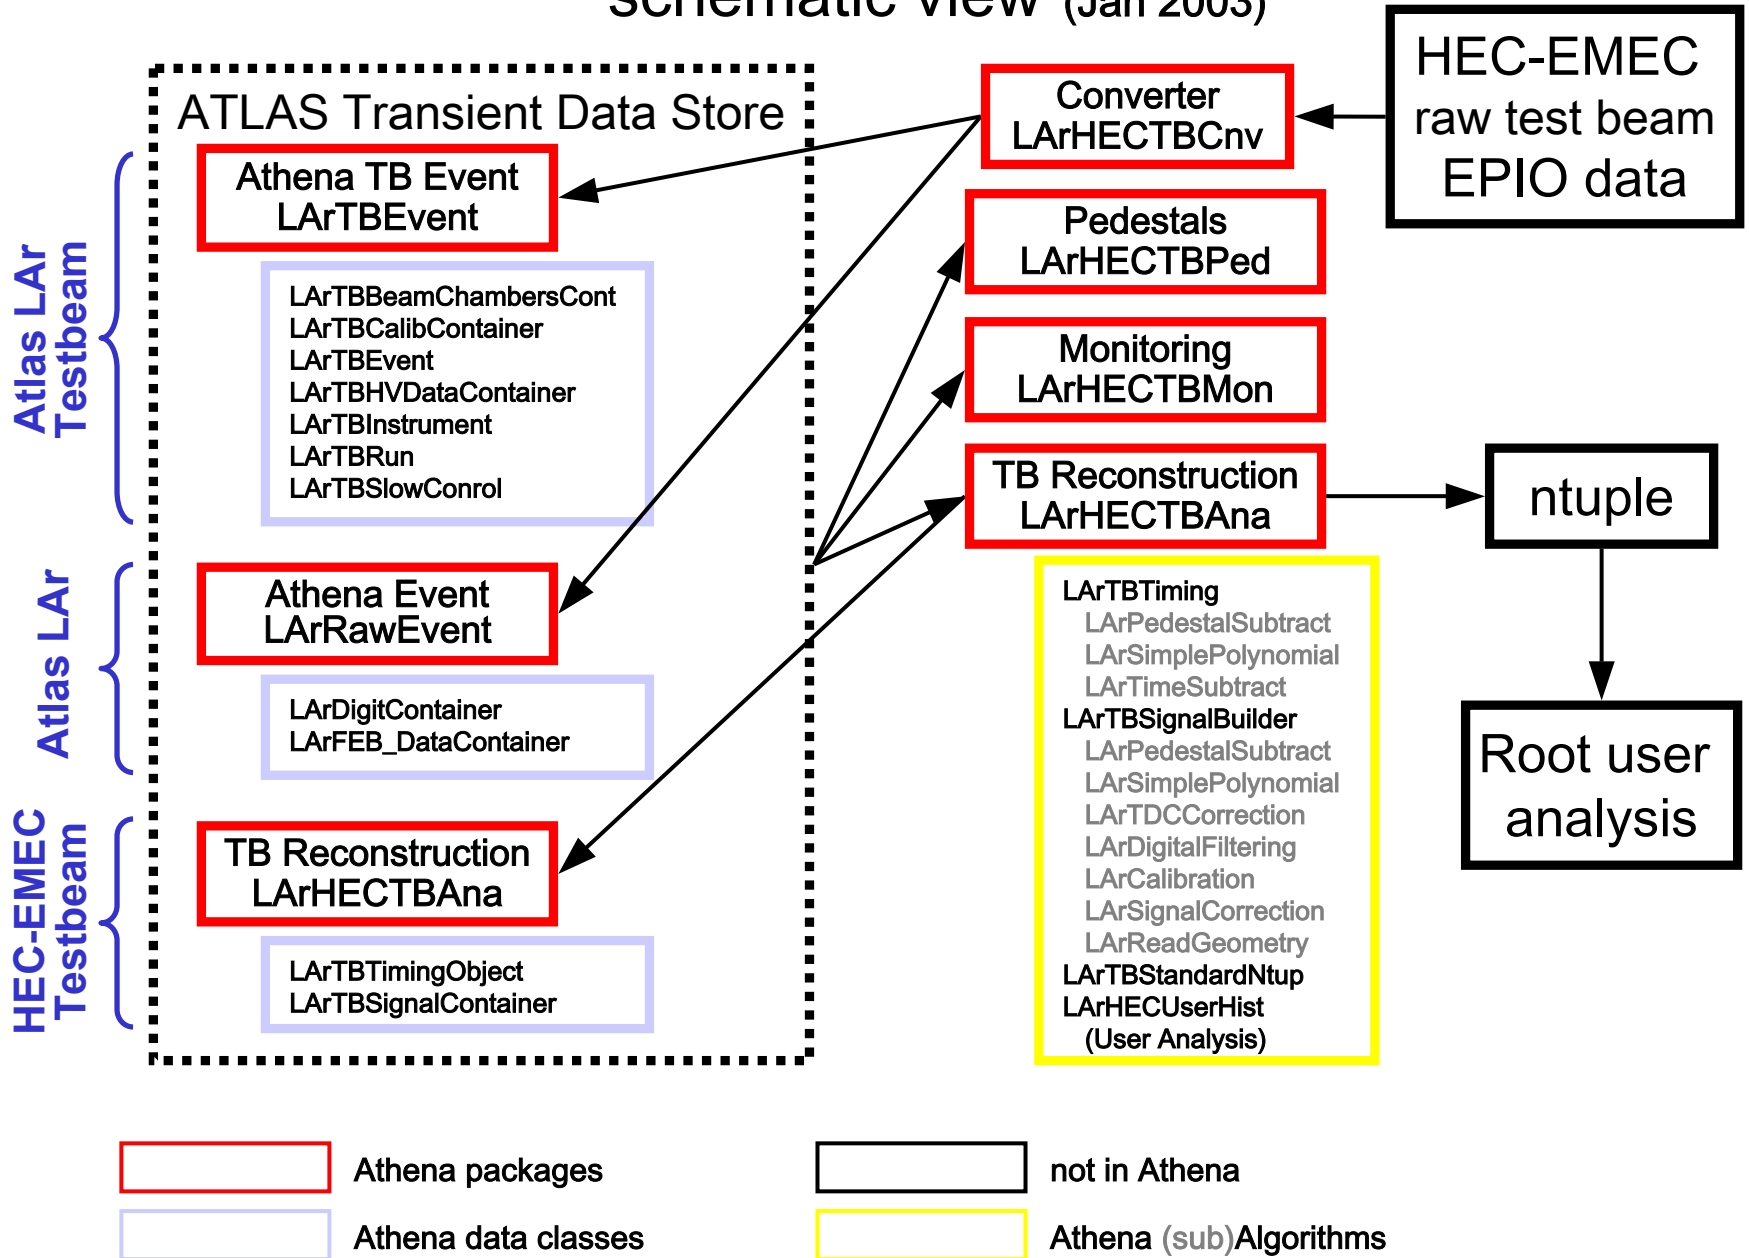 schematic view (Jan 2003)
HEC-EMEC
raw test beam
EPIO data
Converter
LArHECTBCnv
ATLAS Transient Data Store
Athena TB Event
LArTBEvent
LArTBBeamChambersCont
LArTBCalibContainer
LArTBEvent
LArTBHVDataContainer
LArTBInstrument
LArTBRun
LArTBSlowConrol
Atlas LAr
Testbeam
Athena Event
LArRawEvent
LArDigitContainer
LArFEB_DataContainer
Atlas LAr
TB Reconstruction
LArHECTBAna
LArTBTimingObject
LArTBSignalContainer
HEC-EMEC
Testbeam
Pedestals
LArHECTBPed
Monitoring
LArHECTBMon
TB Reconstruction
LArHECTBAna
LArTBTiming
LArPedestalSubtract
LArSimplePolynomial
LArTimeSubtract
LArTBSignalBuilder
LArPedestalSubtract
LArSimplePolynomial
LArTDCCorrection
LArDigitalFiltering
LArCalibration
LArSignalCorrection
LArReadGeometry
LArTBStandardNtup
LArHECUserHist
(User Analysis)
ntuple
Root user
analysis
Athena packages
not in Athena
Athena data classes
Athena (sub)Algorithms